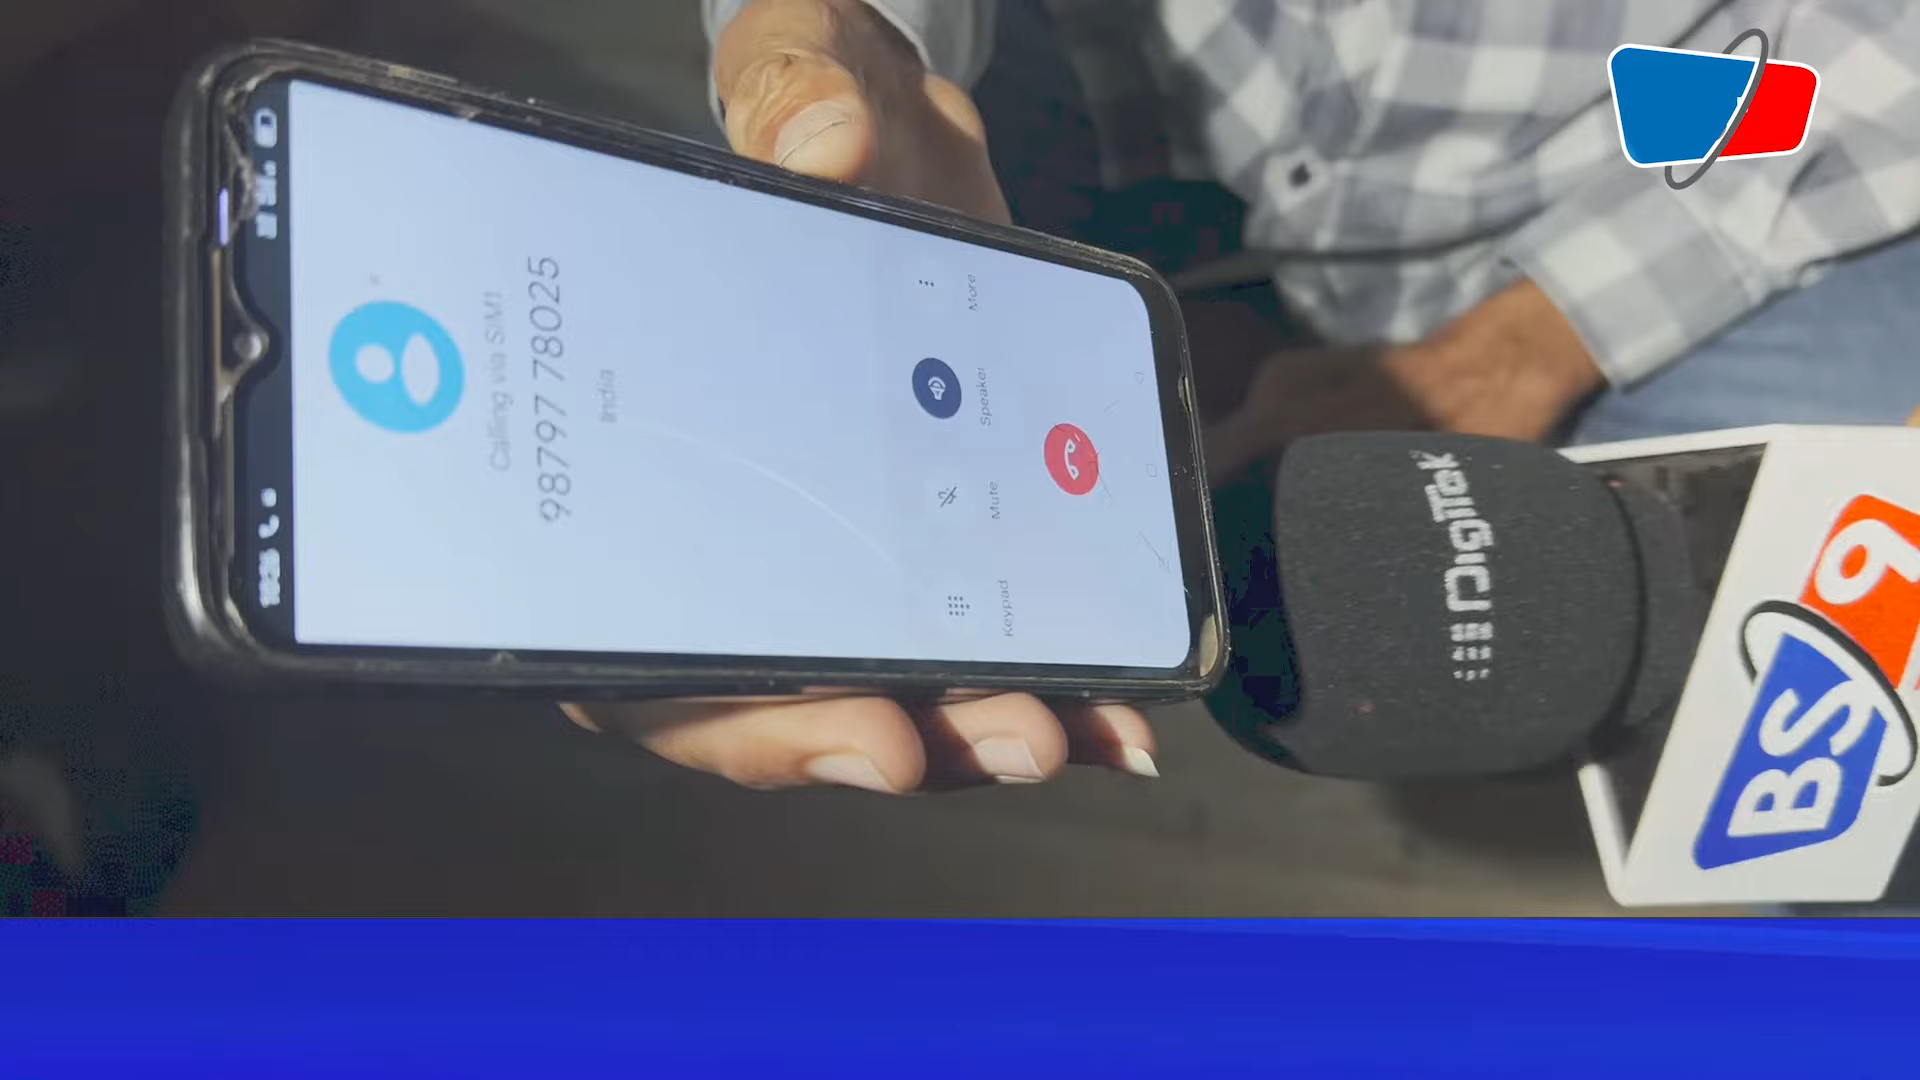 Calling via SIM1
98797 78025
India
More
Speaker
Mute
Keypad
DIGITEK
BS9